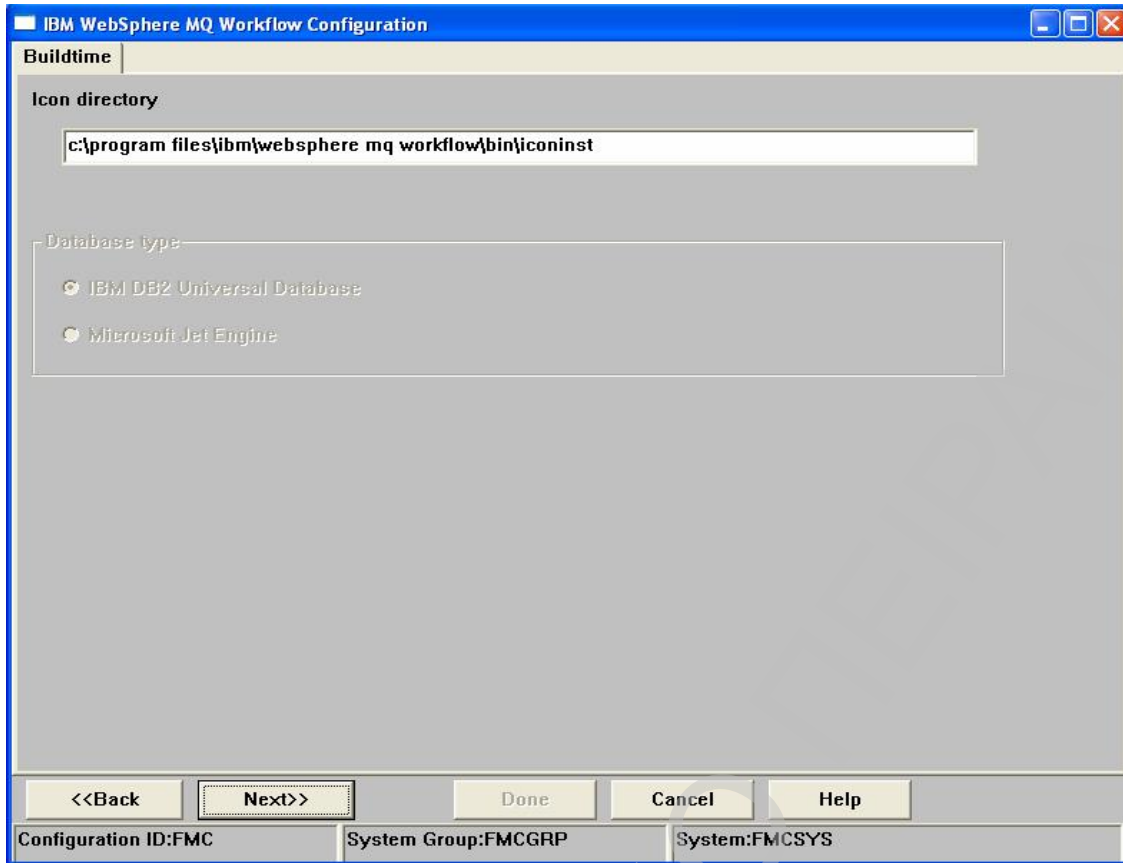 IBM WebSphere MQ Workflow Configuration
Buildtime
Icon directory
c:\program files\ibm\websphere mq workflow\bin\iconinst
Database type
IBM DB2 Universal Database
Microsoft Jet Engine
<<Back Next>> Done Cancel Help
Configuration ID:FMC System Group:FMCGRP System:FMCSYS